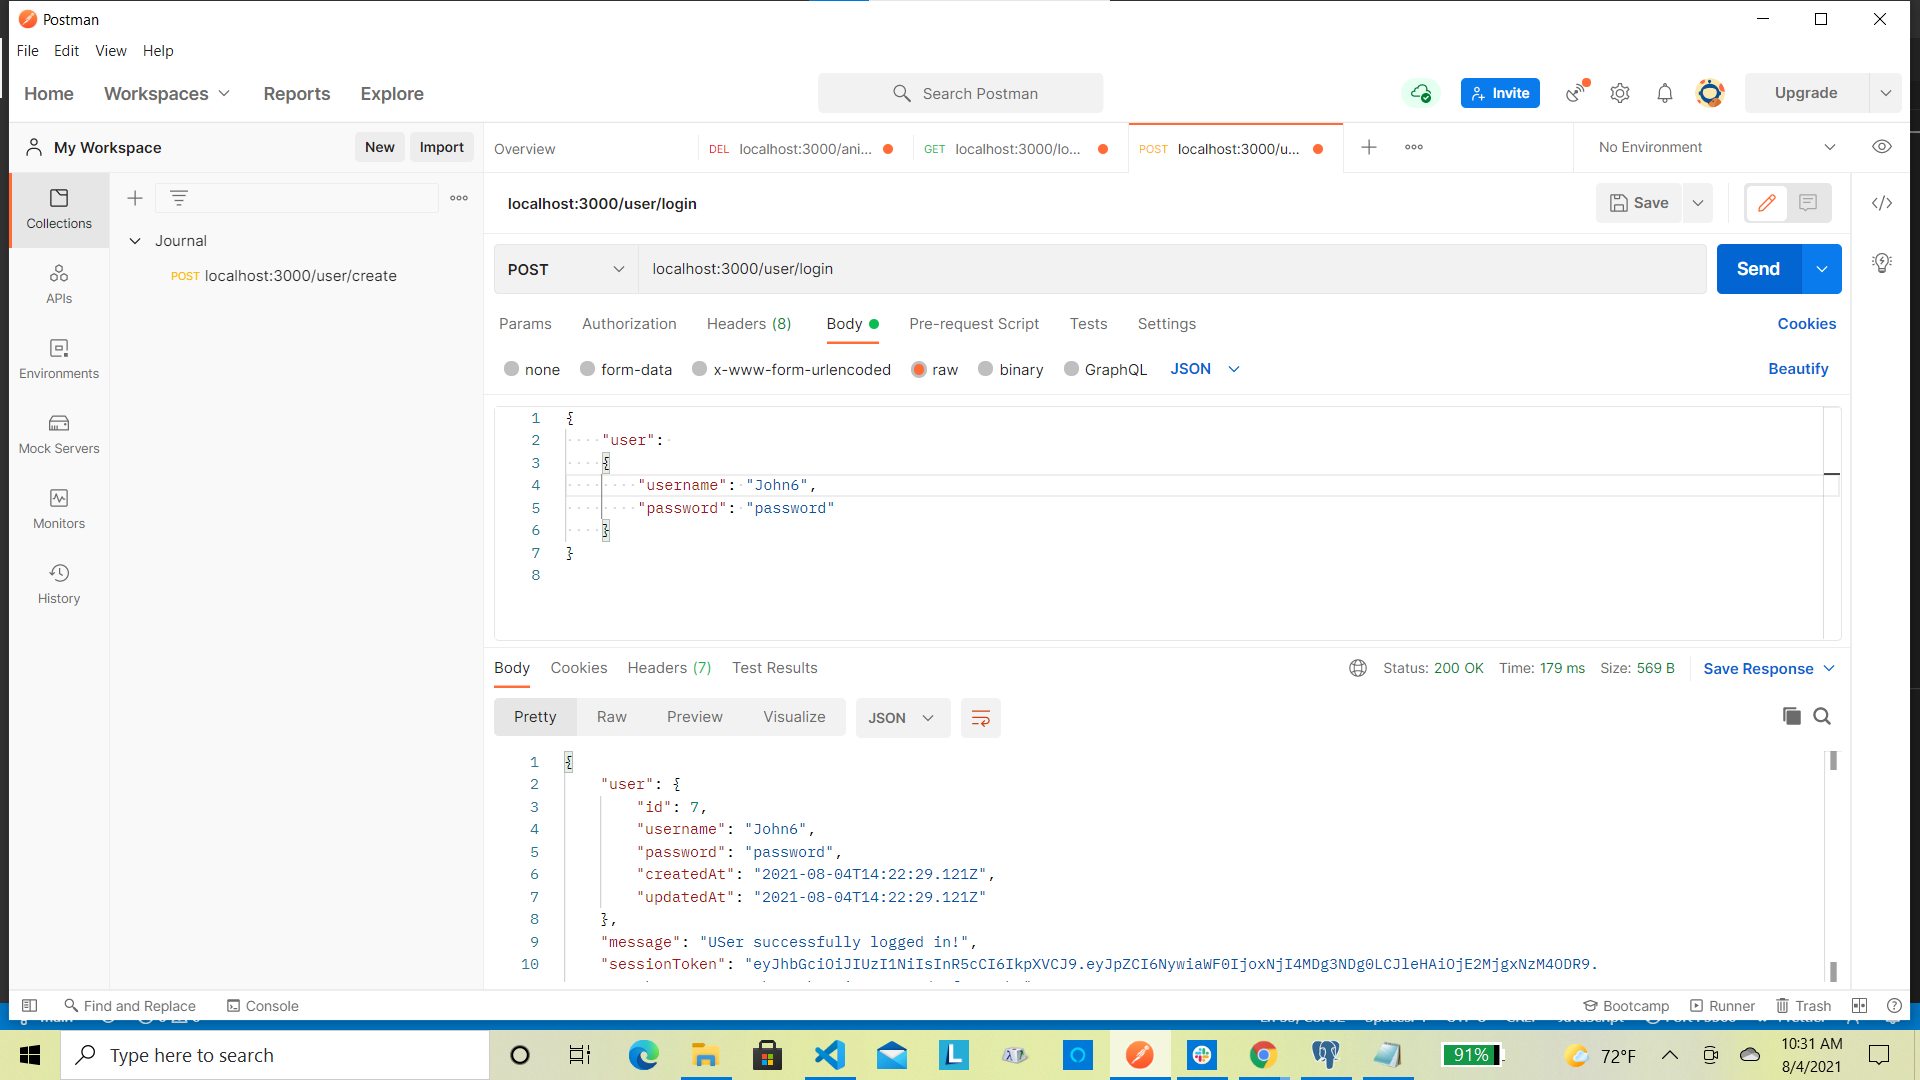 Postman
File Edit View Help
Home Workspaces Reports Explore Search Postman Invite Upgrade
My Workspace New Import Overview DEL localhost:3000/ani... GET localhost:3000/lo... POST localhost:3000/u... No Environment
Collections
APIs
Environments
Mock Servers
Monitors
History
Journal
POST localhost:3000/user/create
localhost:3000/user/login Save
POST localhost:3000/user/login Send
Params Authorization Headers (8) Body Pre-request Script Tests Settings Cookies
none form-data x-www-form-urlencoded raw binary GraphQL JSON Beautify
1 {
2 "user":
3 {
4 "username": "John6",
5 "password": "password"
6 }
7 }
8
Body Cookies Headers (7) Test Results Status: 200 OK Time: 179 ms Size: 569 B Save Response
Pretty Raw Preview Visualize JSON
1 {
2 "user": {
3 "id": 7,
4 "username": "John6",
5 "password": "password",
6 "createdAt": "2021-08-04T14:22:29.121Z",
7 "updatedAt": "2021-08-04T14:22:29.121Z"
8 },
9 "message": "USer successfully logged in!",
10 "sessionToken": "eyJhbGciOiJIUzI1NiIsInR5cCI6IkpXVCJ9.eyJpZCI6NywiaWF0IjoxNjI4MDg3NDg0LCJleHAiOjE2MjgxNzM4ODR9.
Find and Replace Console Bootcamp Runner Trash
Type here to search 91% 72°F 10:31 AM
8/4/2021